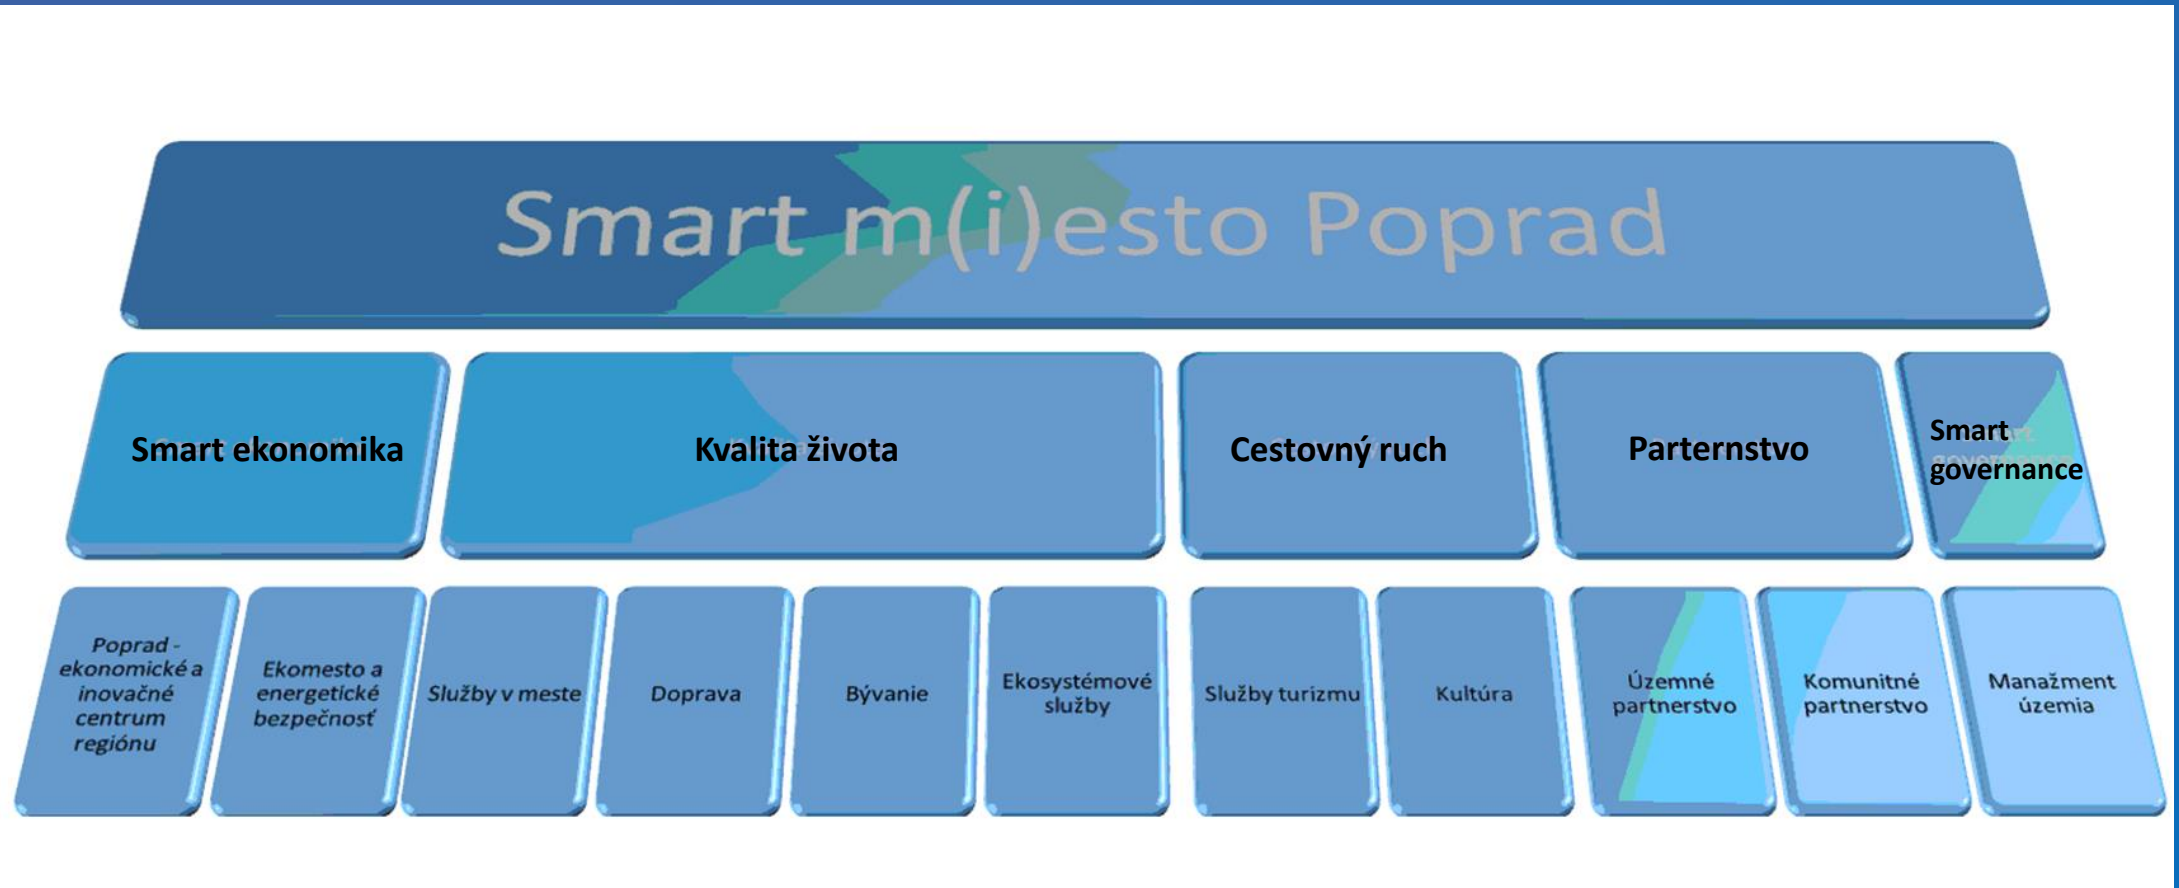 Smart m(i)esto Poprad
Smart ekonomika
Kvalita života
Cestovný ruch
Parternstvo
Smart
governance
Poprad -
ekonomické a
inovačné
centrum
regiónu
Ekomesto a
energetické
bezpečnosť
Služby v meste
Doprava
Bývanie
Ekosystémové
služby
Služby turizmu
Kultúra
Územné
partnerstvo
Komunitné
partnerstvo
Manažment
územia